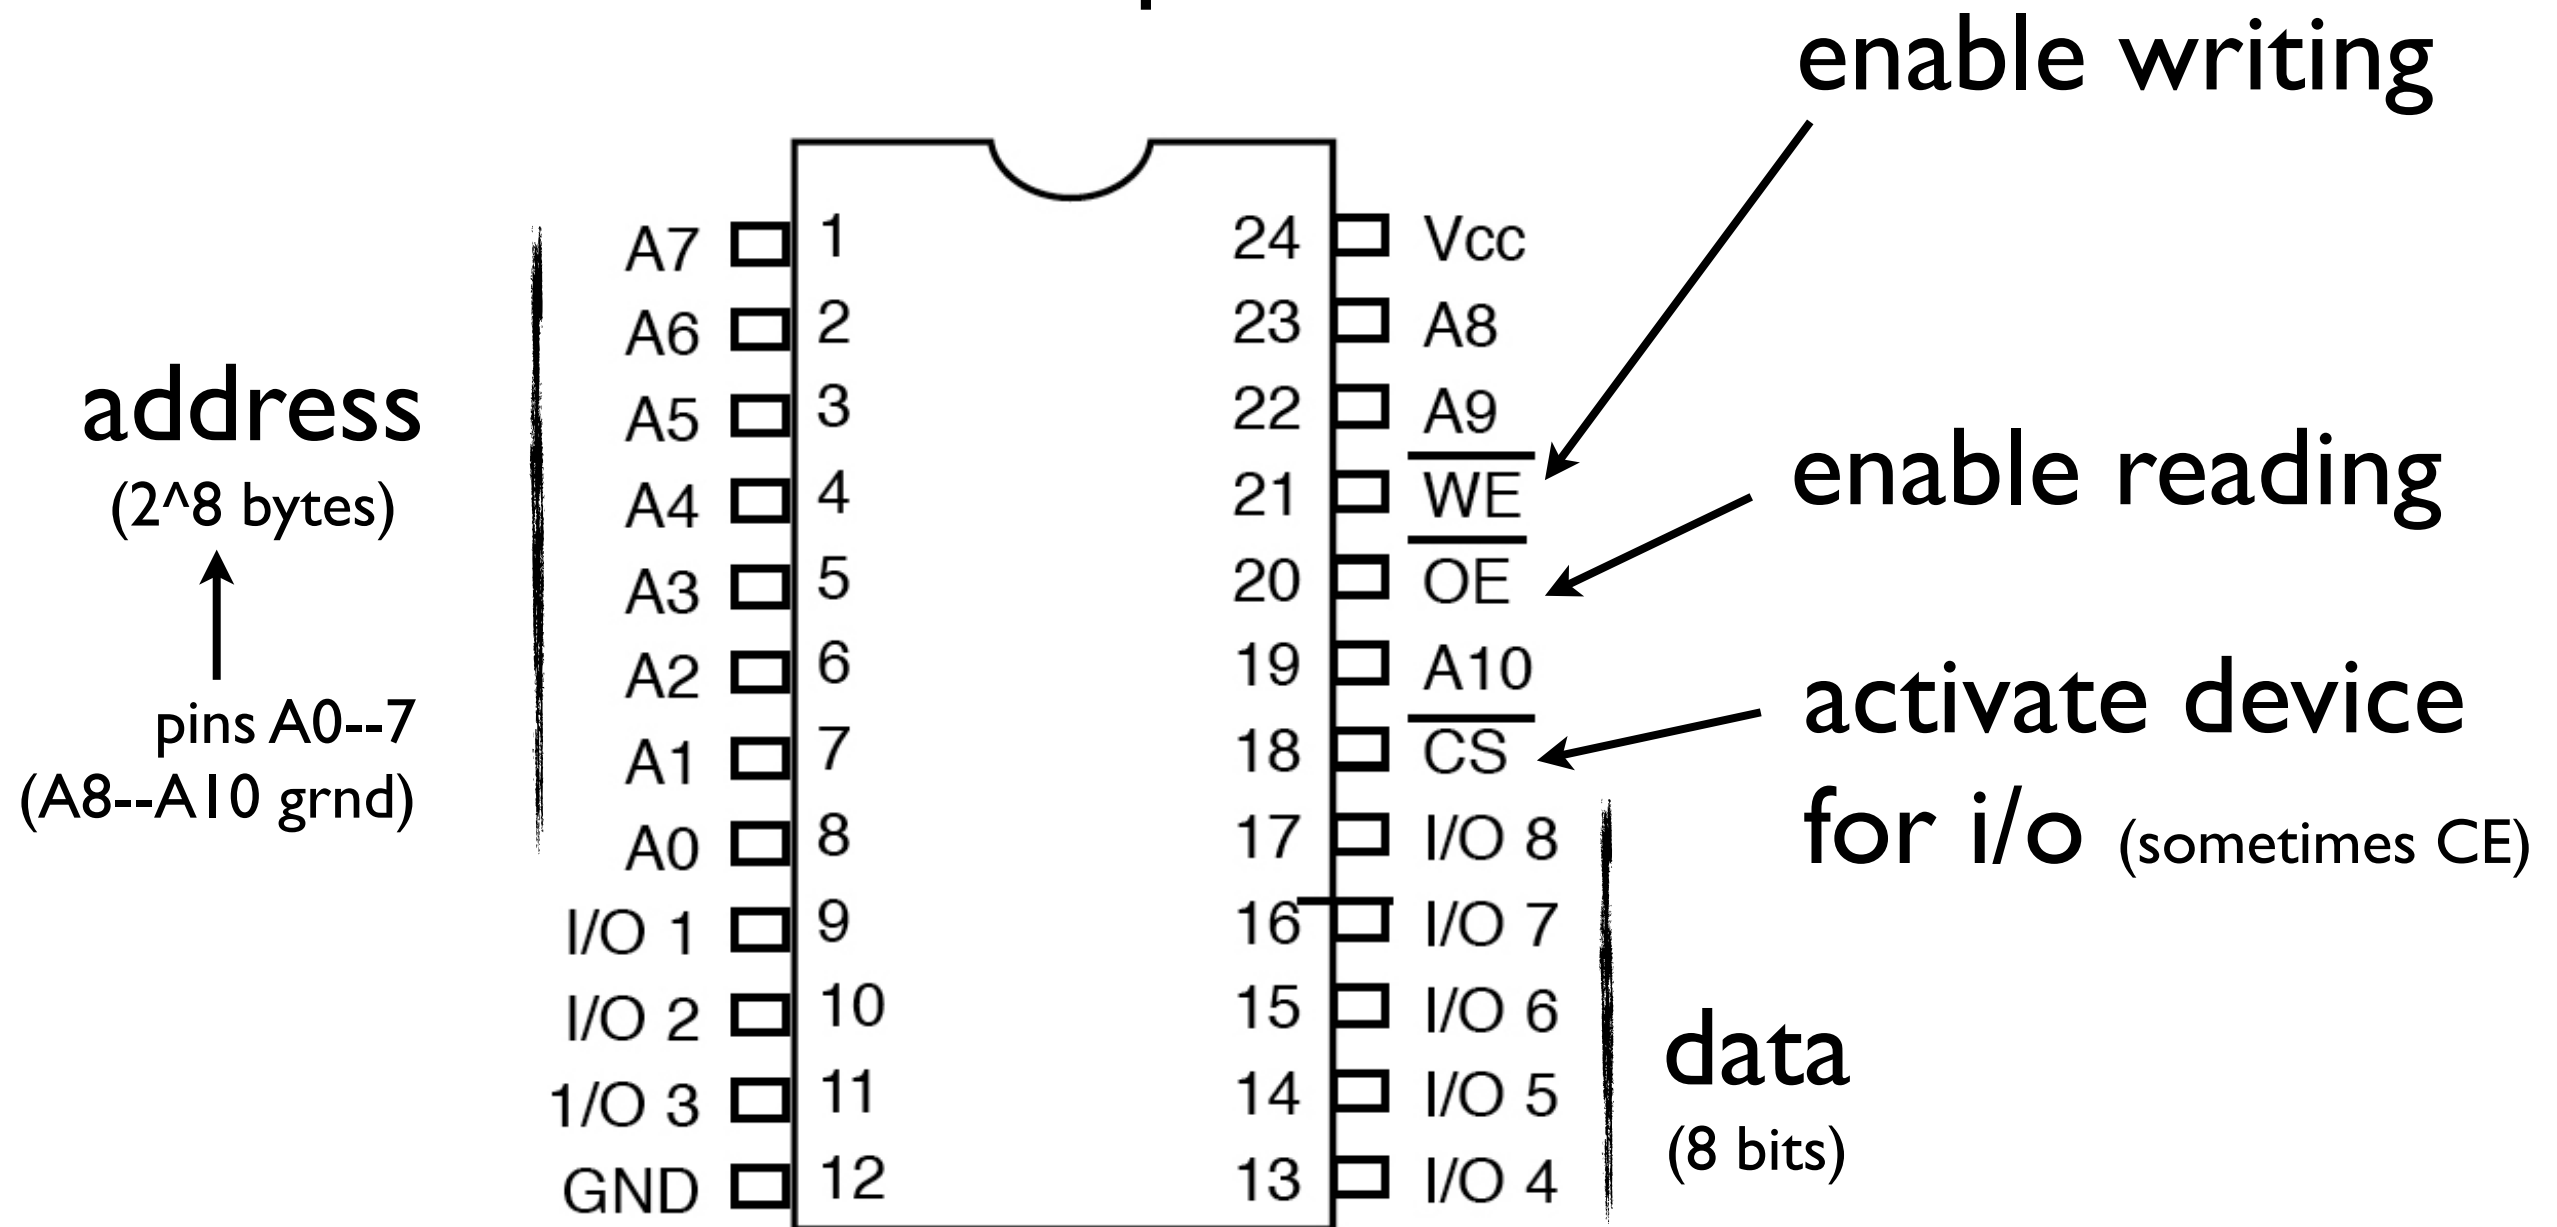 enable writing
A7 1 24 Vcc
A6 2 23 A8
A5 3 22 A9
address
(2^8 bytes)
A4 4 21 WE
enable reading
A3 5 20 OE
A2 6 19 A10
pins A0--7
(A8--A10 grnd)
A1 7 18 CS
activate device
for i/o (sometimes CE)
A0 8 17 I/O 8
I/O 1 9 16 I/O 7
I/O 2 10 15 I/O 6
1/O 3 11 14 I/O 5
data
(8 bits)
GND 12 13 I/O 4